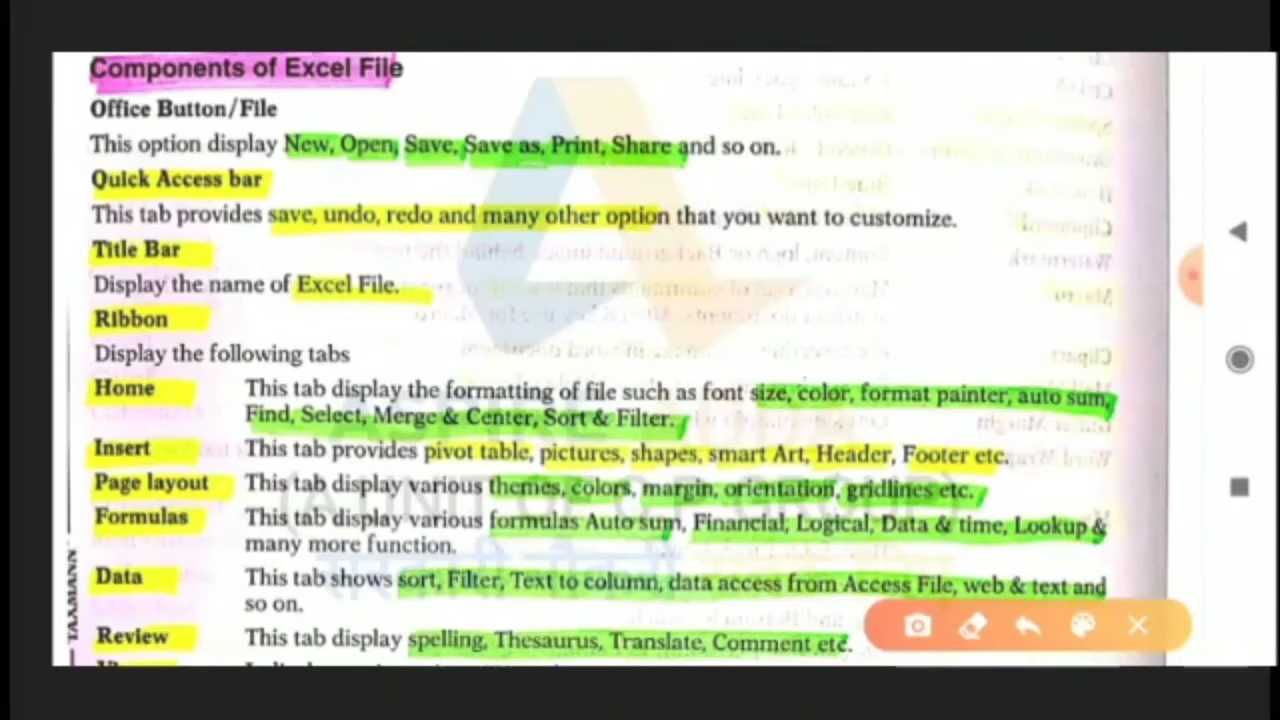 Components of Excel File
Office Button/File
This option display New, Open, Save, Save as, Print, Share and so on.
Quick Access bar
This tab provides save, undo, redo and many other option that you want to customize.
Title Bar
Display the name of Excel File.
Ribbon
Display the following tabs
Home This tab display the formatting of file such as font size, color, format painter, auto sum,
Find, Select, Merge & Center, Sort & Filter.
Insert This tab provides pivot table, pictures, shapes, smart Art, Header, Footer etc.
Page layout This tab display various themes, colors, margin, orientation, gridlines etc.
Formulas This tab display various formulas Auto sum, Financial, Logical, Data & time, Lookup &
many more function.
Data This tab shows sort, Filter, Text to column, data access from Access File, web & text and
so on.
Review This tab display spelling, Thesaurus, Translate, Comment etc.
TAXMANN
(A UNIT OF C P GROUP)